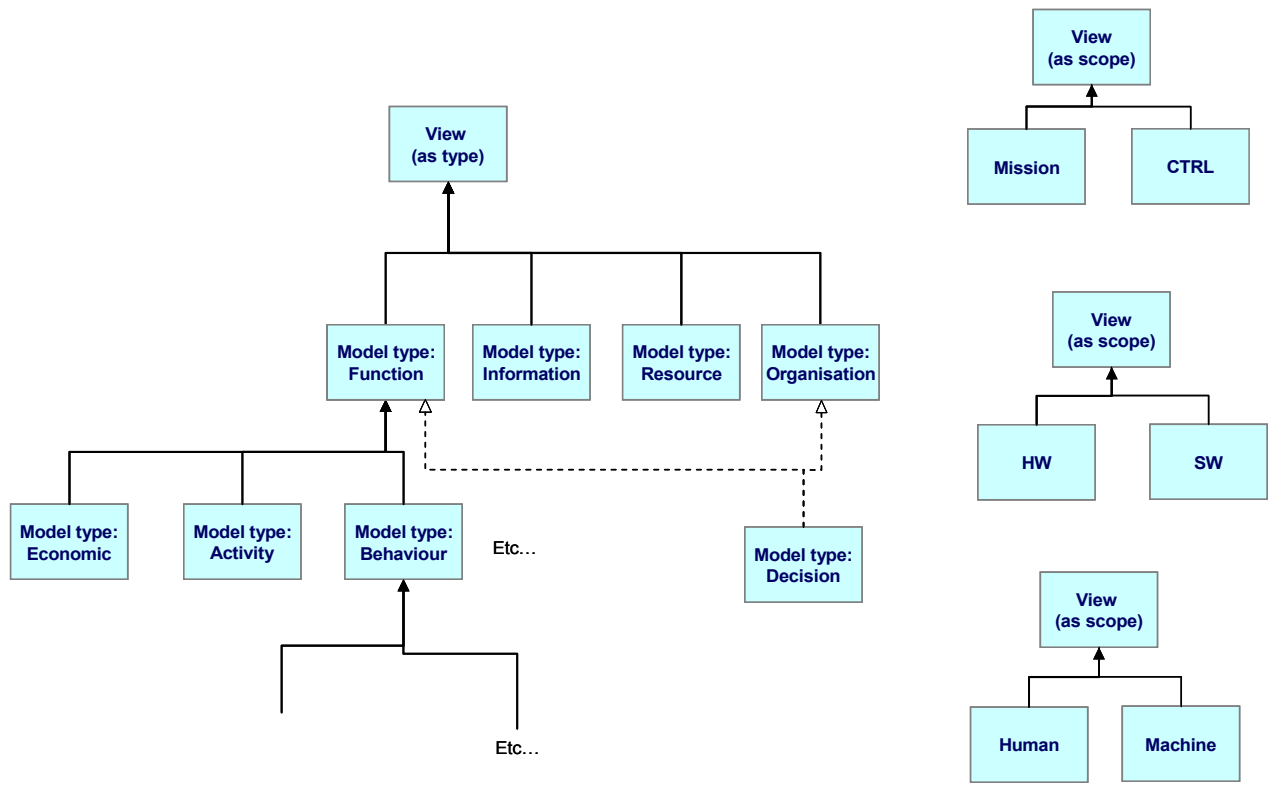 View
(as type)
Model type:
Function
Model type:
Information
Model type:
Resource
Model type:
Organisation
Model type:
Economic
Model type:
Activity
Model type:
Behaviour
Etc...
Model type:
Decision
Etc...
View
(as scope)
Mission
CTRL
View
(as scope)
HW
SW
View
(as scope)
Human
Machine